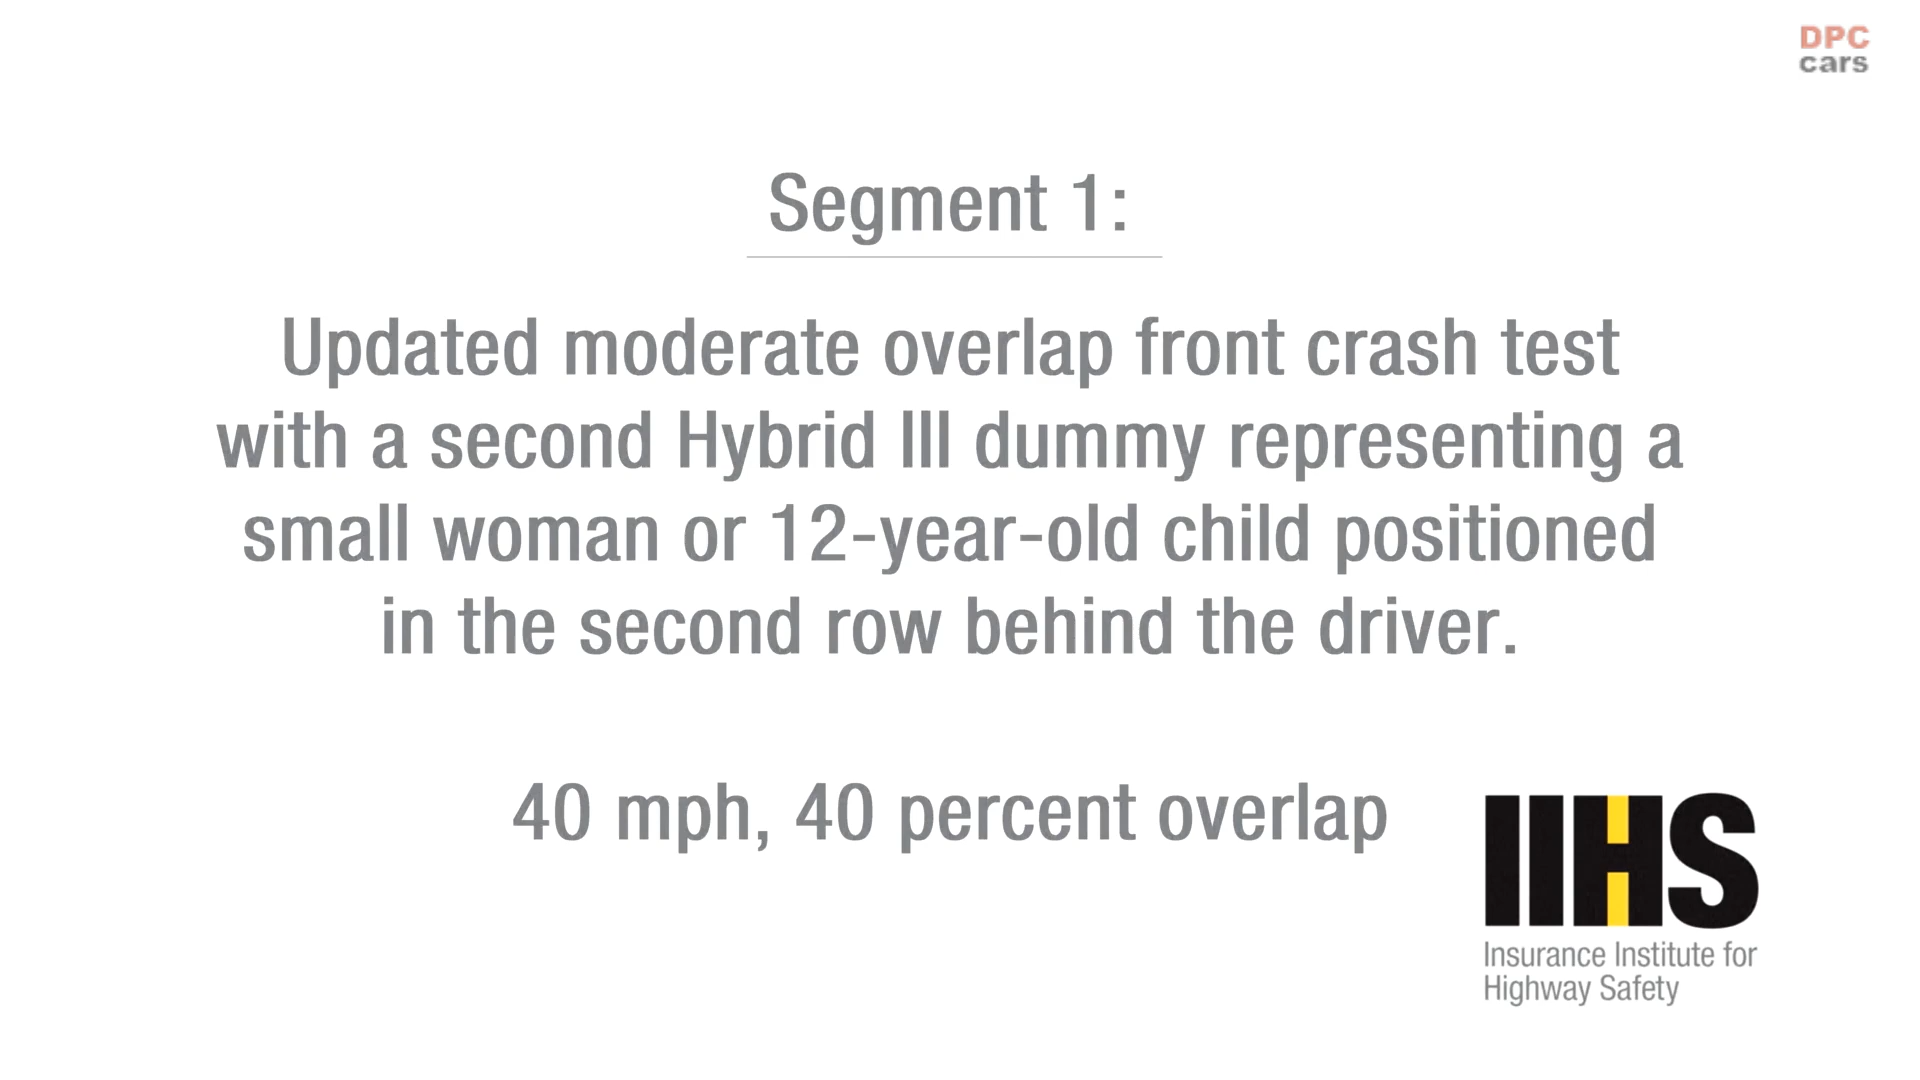 DPC
cars
Segment 1:
Updated moderate overlap front crash test
with a second Hybrid III dummy representing a
small woman or 12-year-old child positioned
in the second row behind the driver.
40 mph, 40 percent overlap
IIHS
Insurance Institute for
Highway Safety